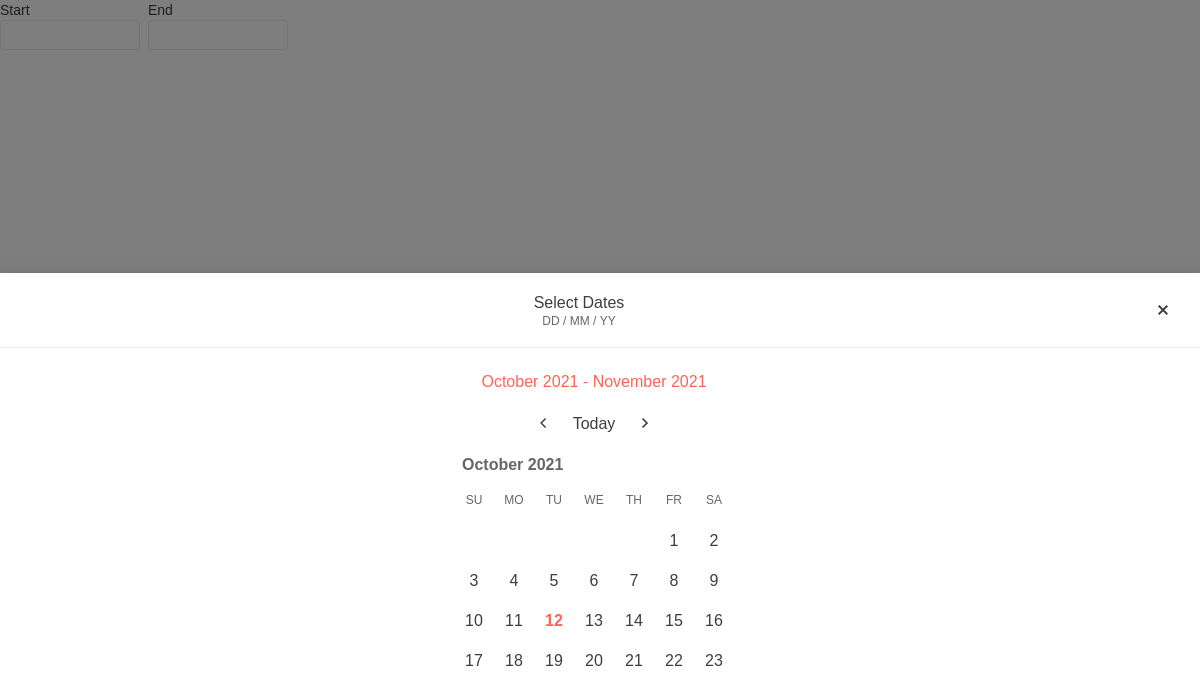 Start End
Select Dates
DD / MM / YY
October 2021 - November 2021
Today
October 2021
SU MO TU WE TH FR SA
1 2
3 4 5 6 7 8 9
10 11 12 13 14 15 16
17 18 19 20 21 22 23